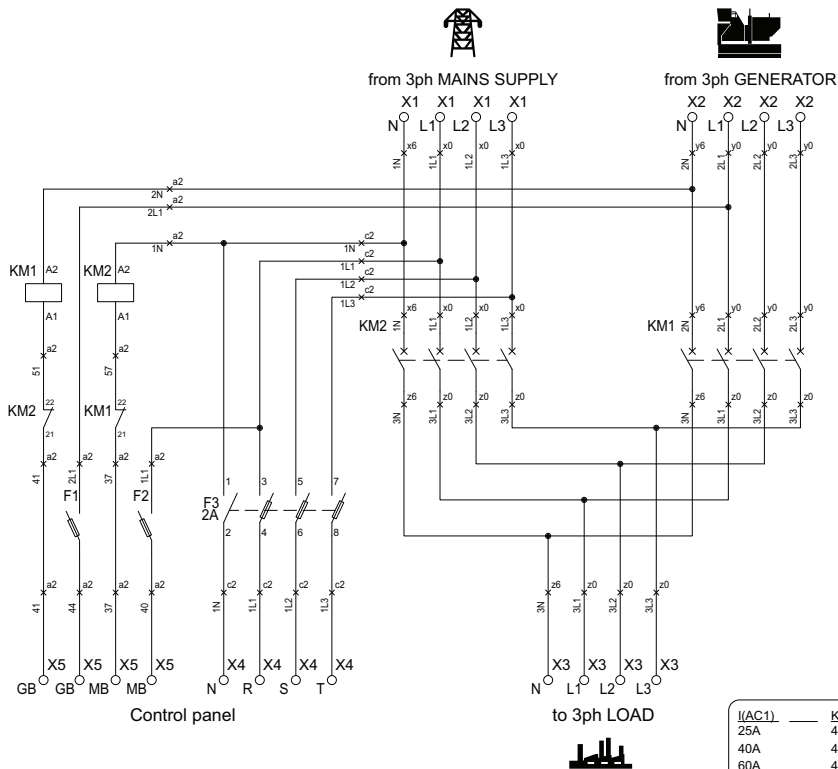 from 3ph MAINS SUPPLY
from 3ph GENERATOR
X1 X1 X1 X1
N L1 L2 L3
X2 X2 X2 X2
N L1 L2 L3
x6 x0 x0 x0
1N 1L1 1L2 1L3
y6 y0 y0 y0
2N 2L1 2L2 2L3
a2
2N
a2
2L1
a2
1N
c2
1N
c2
1L1
c2
1L2
c2
1L3
KM1 A2
A1
KM2 A2
A1
KM2
x6 x0 x0 x0
1N 1L1 1L2 1L3
KM1
y6 y0 y0 y0
2N 2L1 2L2 2L3
a2 a2
51 57
z6 z0 z0 z0
3N 3L1 3L2 3L3
z6 z0 z0 z0
3N 3L1 3L2 3L3
KM2 22
21
KM1 22
21
a2 a2 a2 a2
41 2L1 37 1L1
F1 F2
F3
2A
1 3 5 7
2 4 6 8
a2 a2 a2 a2
41 44 37 40
c2 c2 c2 c2
1N 1L1 1L2 1L3
z6 z0 z0 z0
3N 3L1 3L2 3L3
X5 X5 X5 X5
GB GB MB MB
X4 X4 X4 X4
N R S T
X3 X3 X3 X3
N L1 L2 L3
Control panel
to 3ph LOAD
I(AC1) K
25A 4
40A 4
60A 4